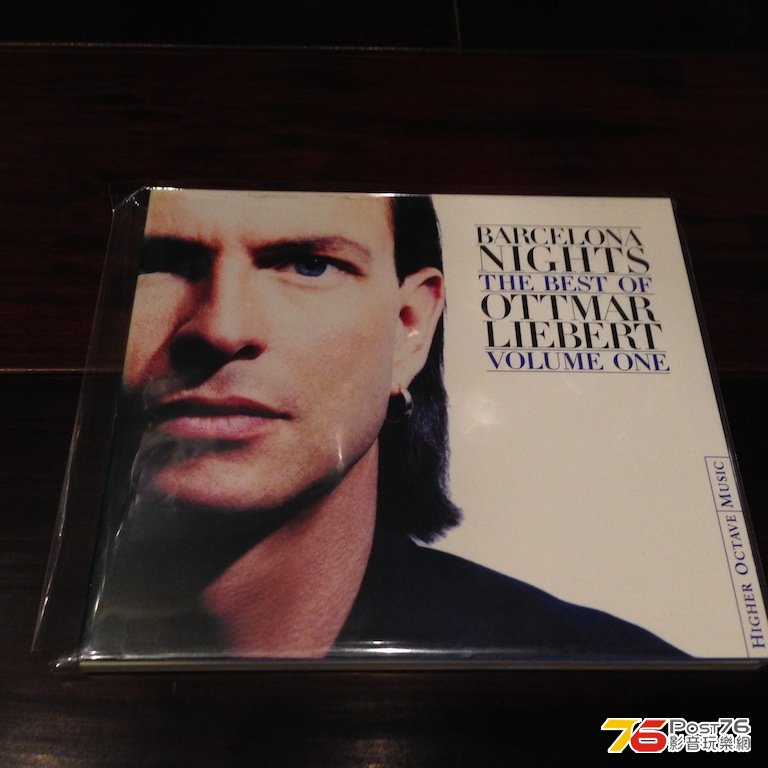 BARCELONA
NIGHTS
THE BEST OF
OTTMAR
LIEBERT
VOLUME ONE
HIGHER OCTAVE MUSIC
76 POST76
影音玩樂網